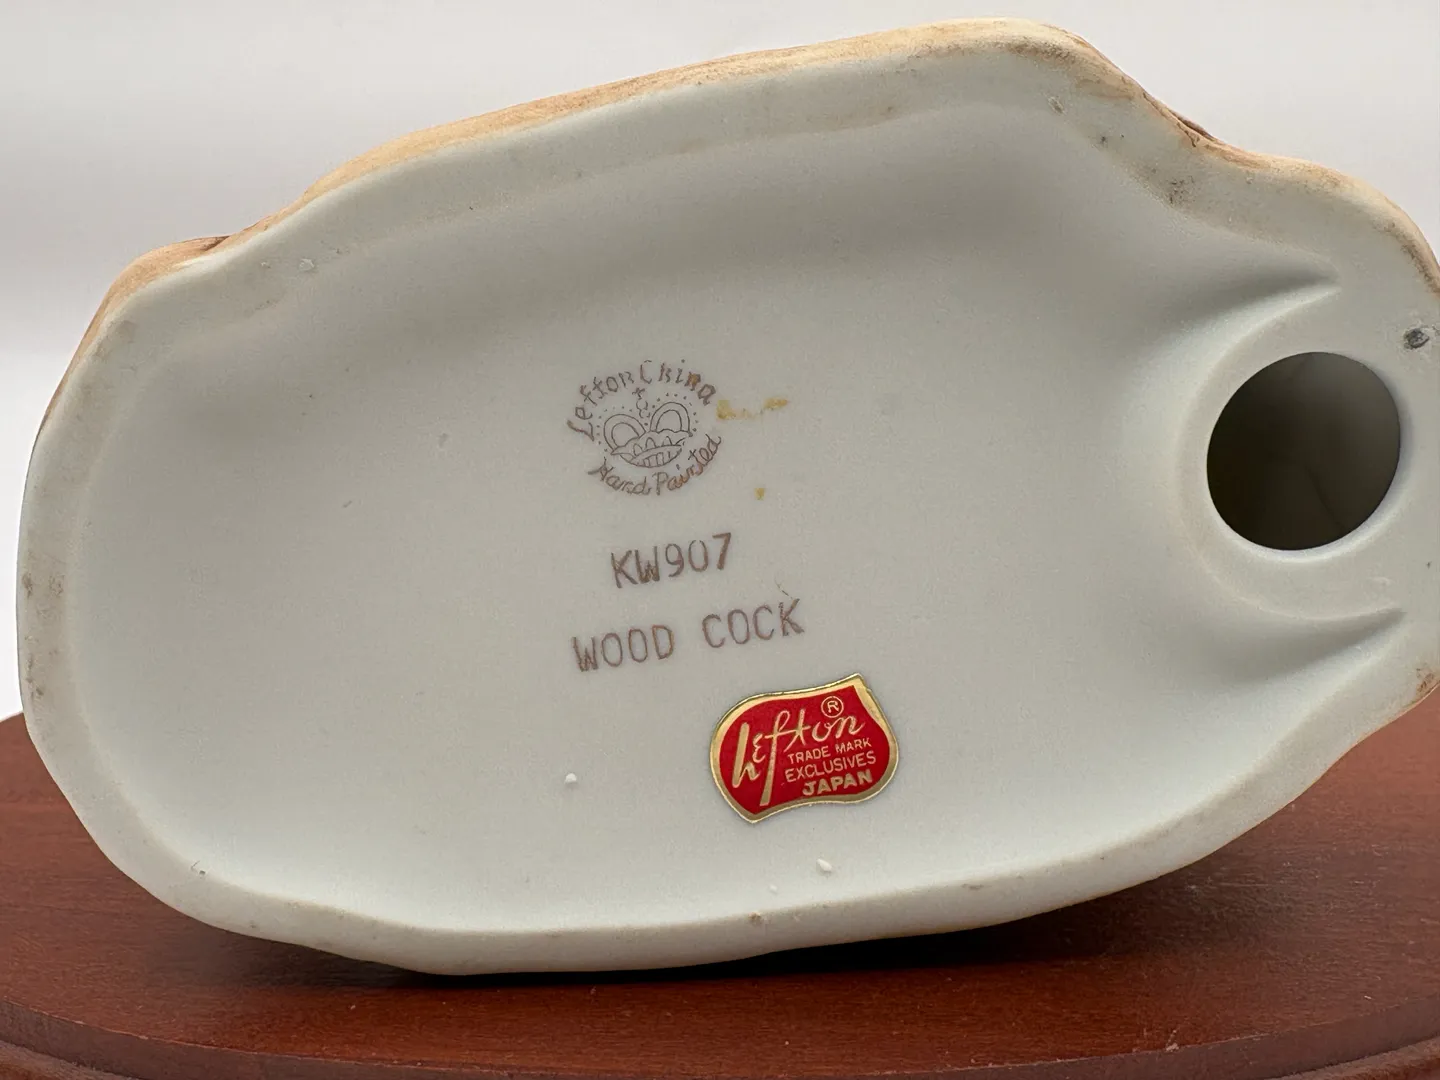 Lefton China
Hand Painted
KW907
WOOD COCK
Lefton ®
TRADE MARK
EXCLUSIVES
JAPAN